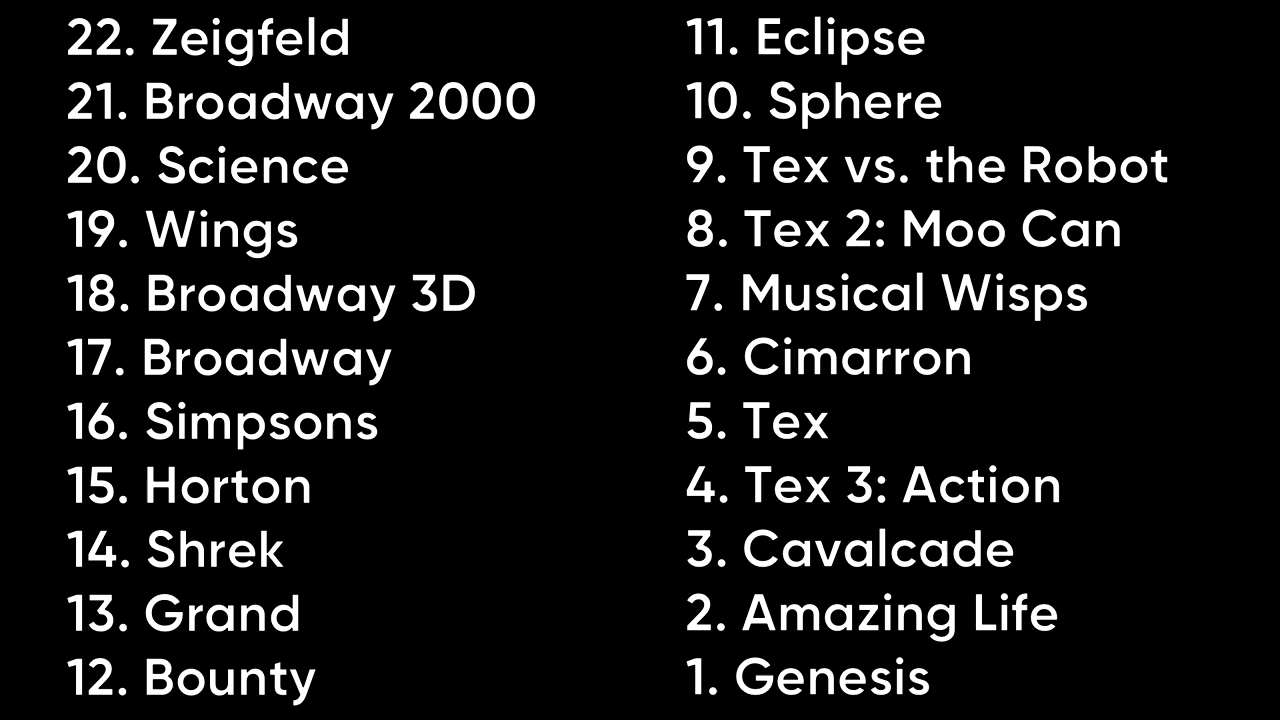 22. Zeigfeld
21. Broadway 2000
20. Science
19. Wings
18. Broadway 3D
17. Broadway
16. Simpsons
15. Horton
14. Shrek
13. Grand
12. Bounty
11. Eclipse
10. Sphere
9. Tex vs. the Robot
8. Tex 2: Moo Can
7. Musical Wisps
6. Cimarron
5. Tex
4. Tex 3: Action
3. Cavalcade
2. Amazing Life
1. Genesis